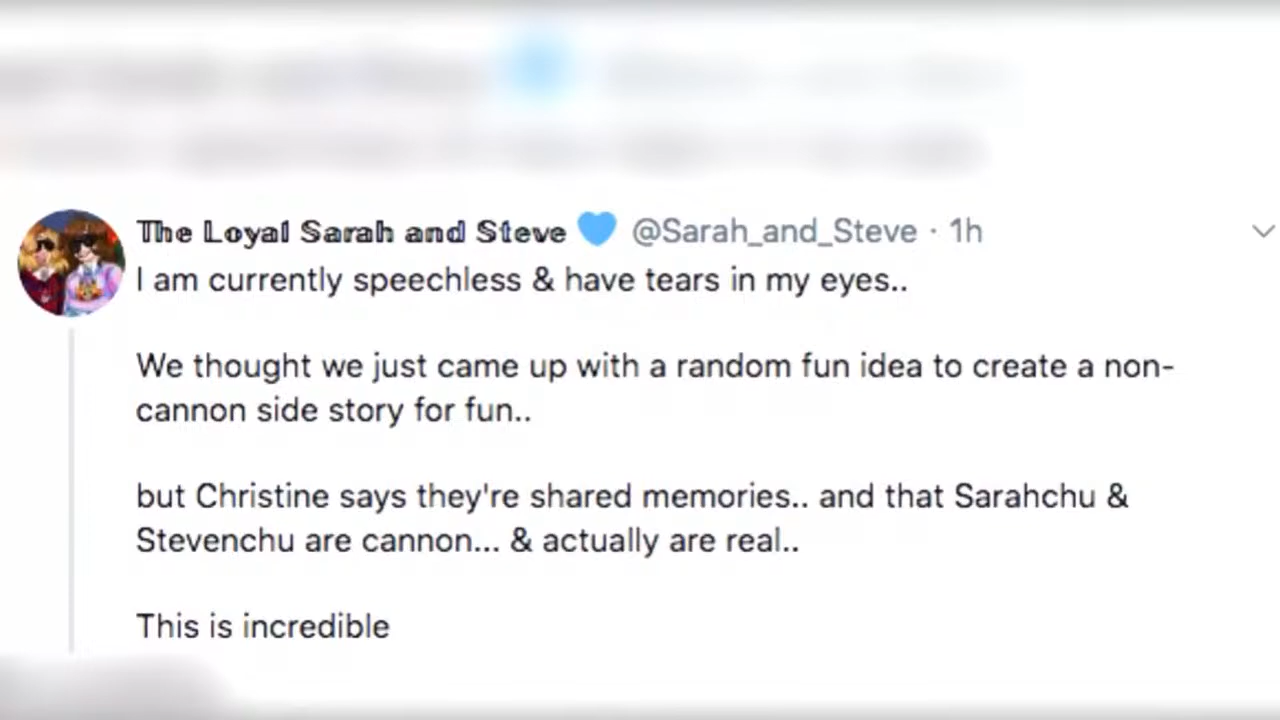 The Loyal Sarah and Steve 💙 @Sarah_and_Steve · 1h
I am currently speechless & have tears in my eyes..
We thought we just came up with a random fun idea to create a non-
cannon side story for fun..
but Christine says they're shared memories.. and that Sarahchu &
Stevenchu are cannon... & actually are real..
This is incredible